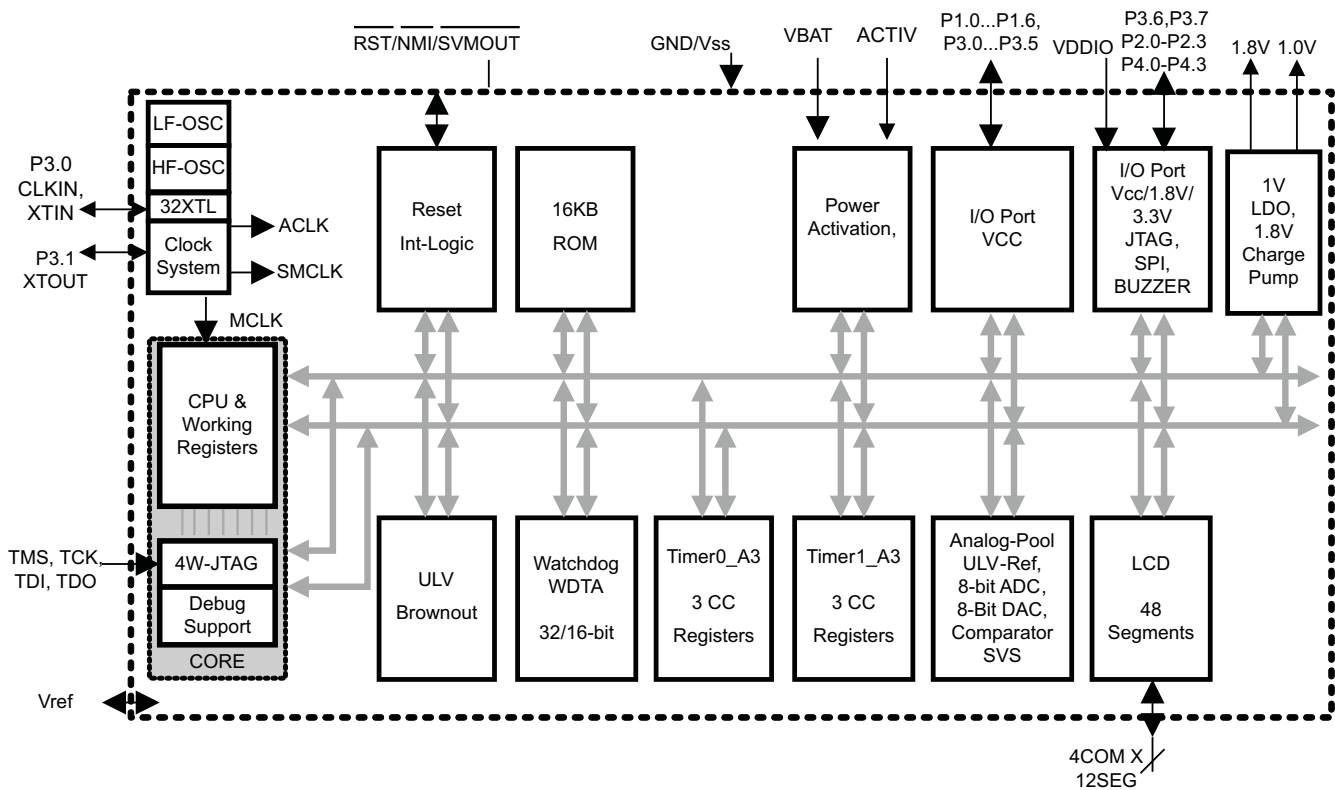 RST/NMI/SVMOUT
GND/Vss
VBAT
ACTIV
P1.0...P1.6,
P3.0...P3.5
VDDIO
P3.6,P3.7
P2.0-P2.3
P4.0-P4.3
1.8V
1.0V
LF-OSC
HF-OSC
32XTL
Clock
System
P3.0
CLKIN,
XTIN
P3.1
XTOUT
ACLK
SMCLK
MCLK
Reset
Int-Logic
16KB
ROM
Power
Activation,
I/O Port
VCC
I/O Port
Vcc/1.8V/
3.3V
JTAG,
SPI,
BUZZER
1V
LDO,
1.8V
Charge
Pump
CPU &
Working
Registers
TMS, TCK,
TDI, TDO
4W-JTAG
Debug
Support
CORE
Vref
ULV
Brownout
Watchdog
WDTA
32/16-bit
Timer0_A3
3 CC
Registers
Timer1_A3
3 CC
Registers
Analog-Pool
ULV-Ref,
8-bit ADC,
8-Bit DAC,
Comparator
SVS
LCD
48
Segments
4COM X
12SEG